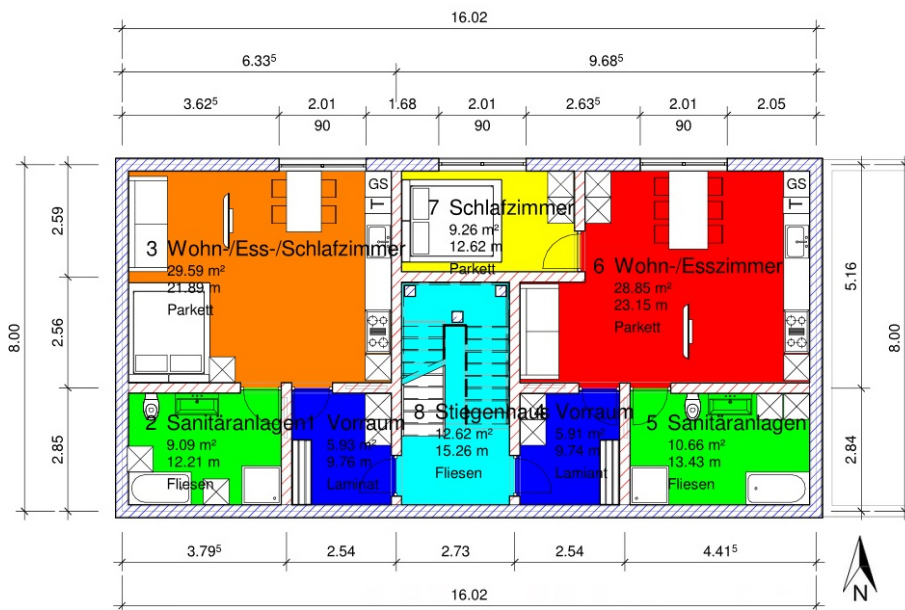 16.02
6.33⁵ 9.68⁵
3.62⁵ 2.01 1.68 2.01 2.63⁵ 2.01 2.05
90 90 90
GS GS
T T
2.59
2.56
2.85
8.00
5.16
2.84
8.00
7 Schlafzimmer
9.26 m²
12.62 m
Parkett
3 Wohn-/Ess-/Schlafzimmer
29.59 m²
21.89 m
Parkett
6 Wohn-/Esszimmer
28.85 m²
23.15 m
Parkett
2 Sanitäranlagen
9.09 m²
12.21 m
Fliesen
1 Vorraum
5.93 m²
9.76 m
Laminat
8 Stiegenhaus
12.62 m²
15.26 m
Fliesen
4 Vorraum
5.91 m²
9.74 m
Lamiant
5 Sanitäranlagen
10.66 m²
13.43 m
Fliesen
3.79⁵ 2.54 2.73 2.54 4.41⁵
16.02
N